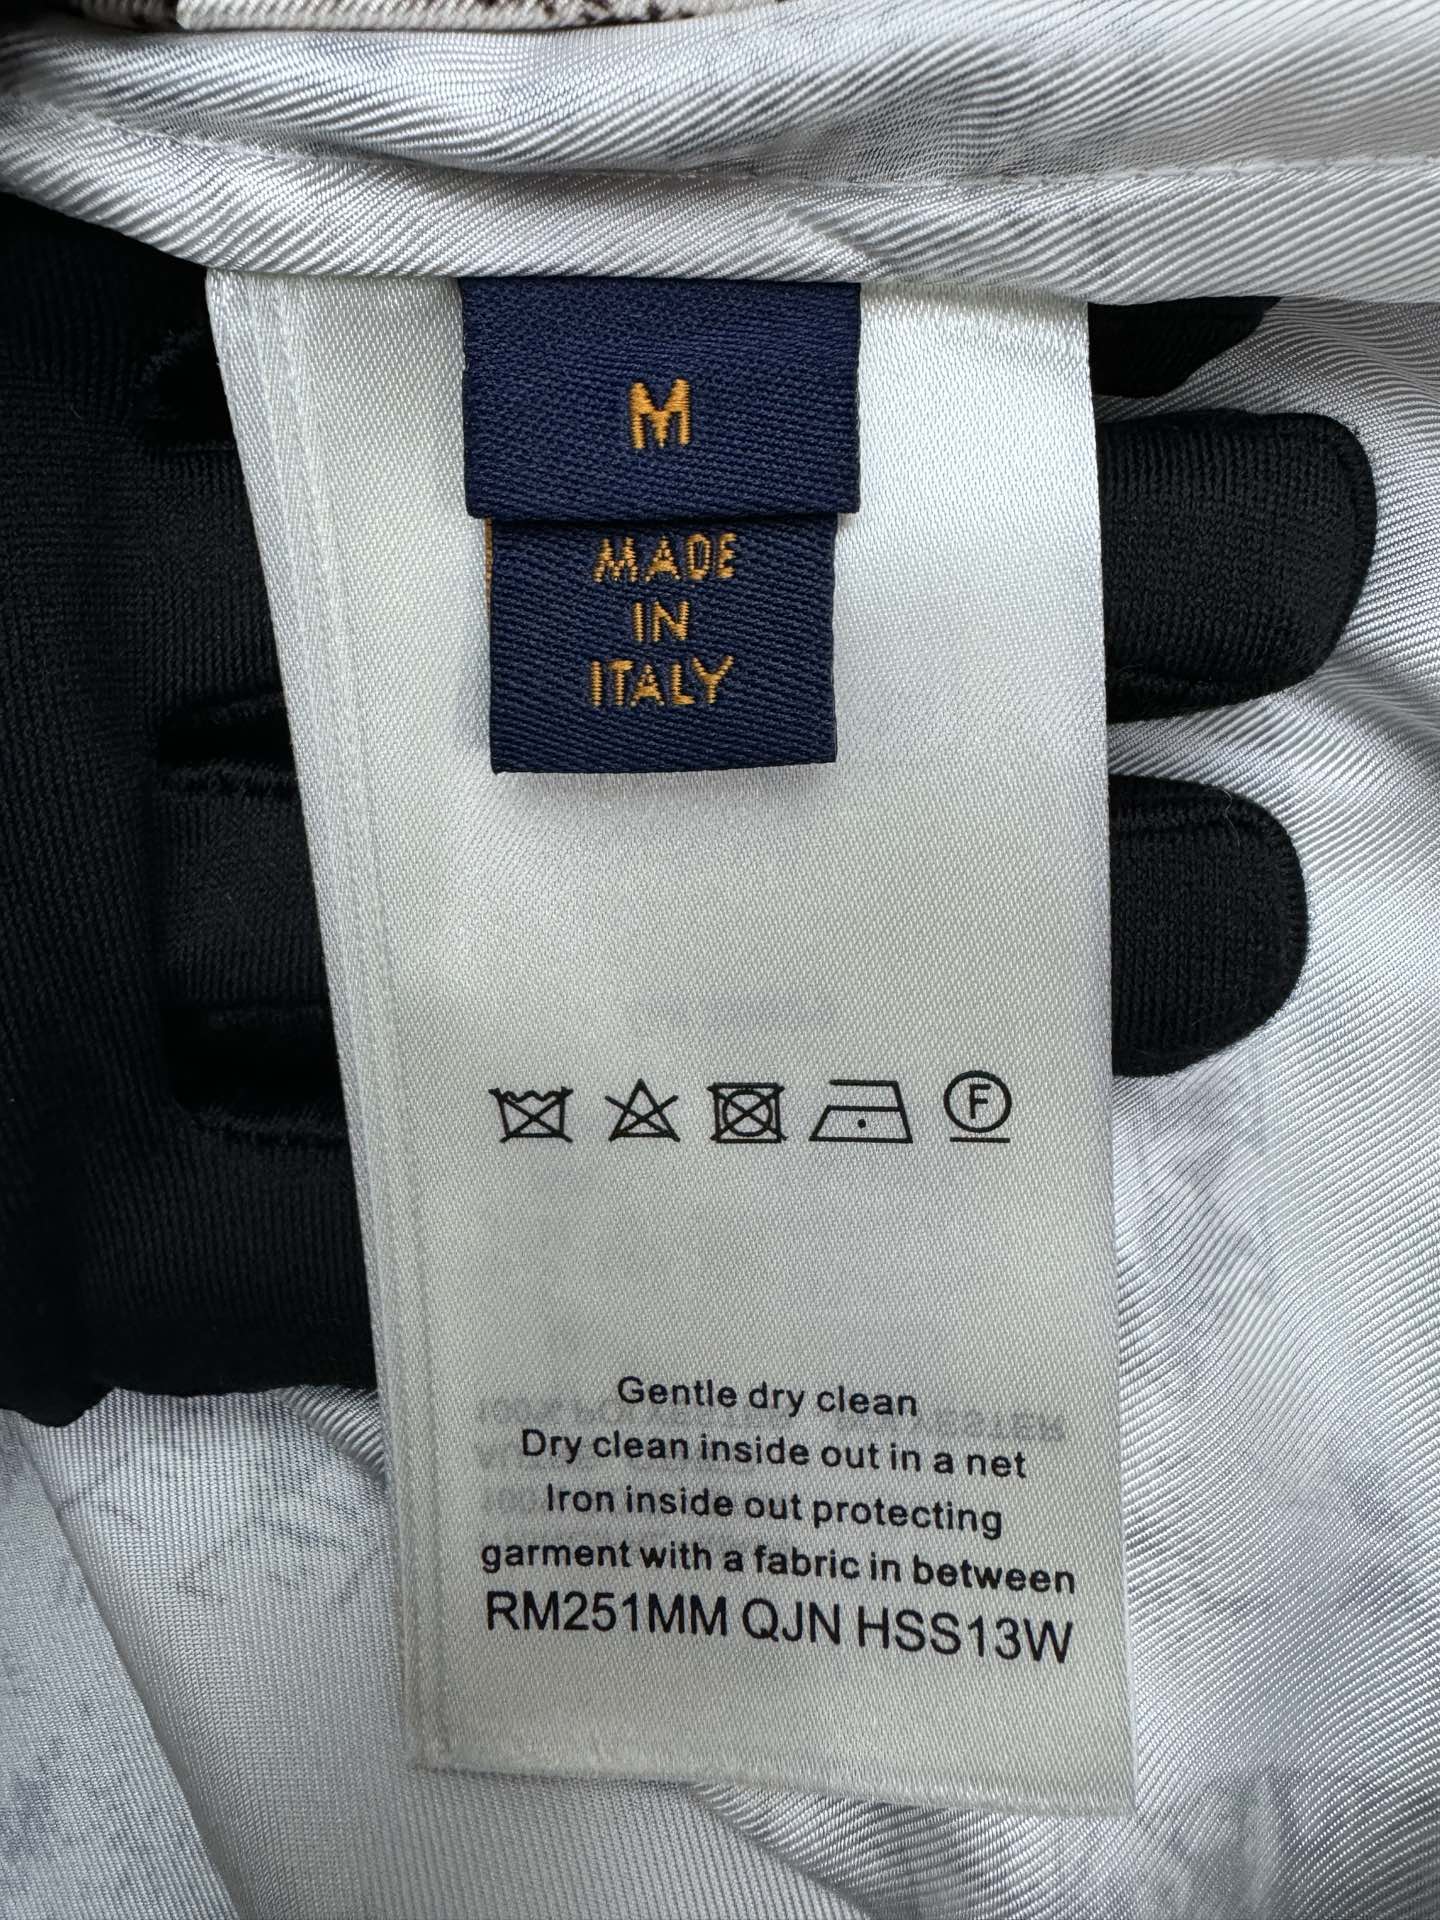 M
MADE
IN
ITALY
F
Gentle dry clean
Dry clean inside out in a net
Iron inside out protecting
garment with a fabric in between
RM251MM QJN HSS13W